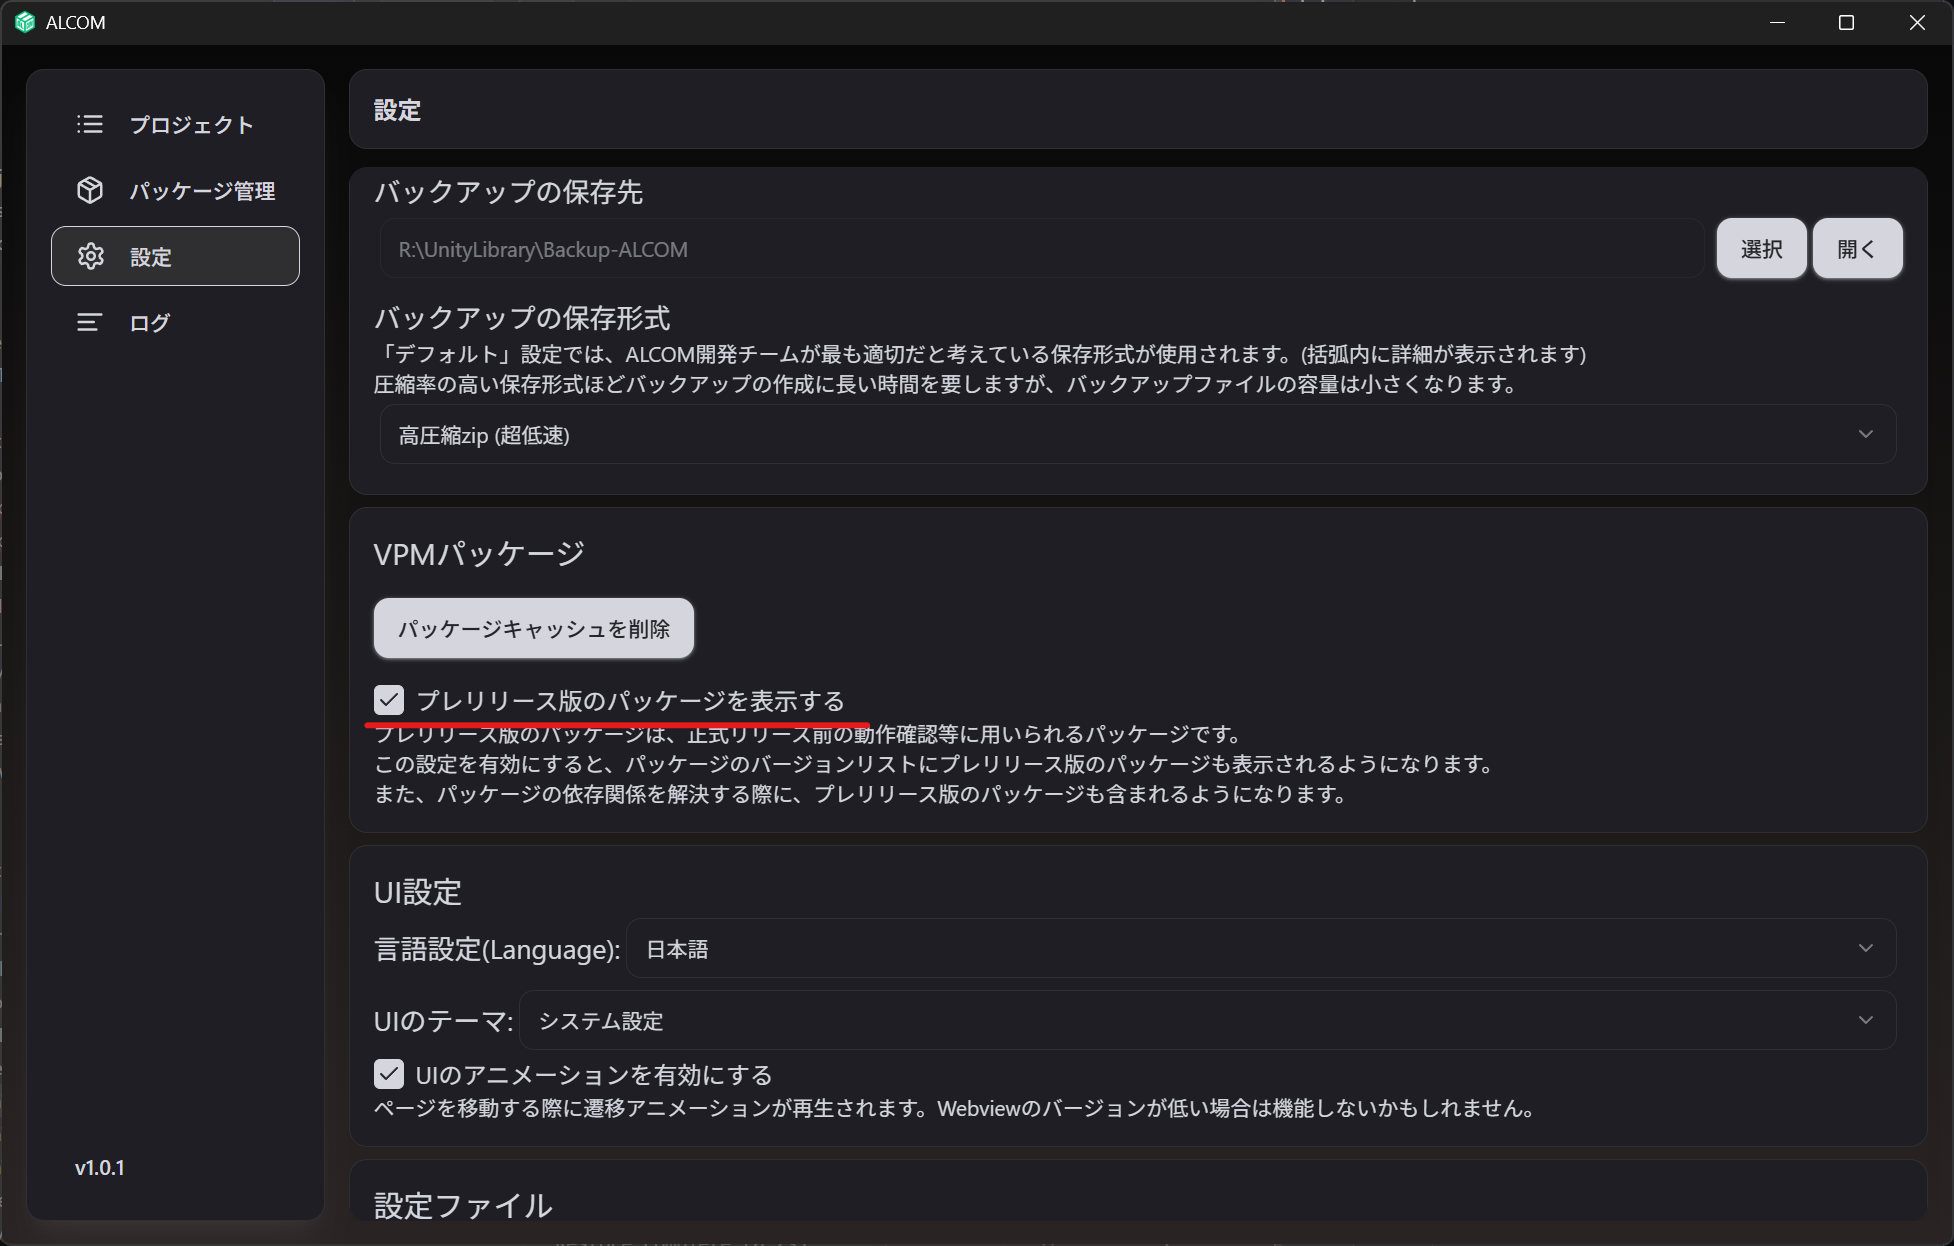 ALCOM
プロジェクト
パッケージ管理
設定
ログ
v1.0.1
設定
バックアップの保存先
R:\UnityLibrary\Backup-ALCOM
選択
開く
バックアップの保存形式
「デフォルト」設定では、ALCOM開発チームが最も適切だと考えている保存形式が使用されます。(括弧内に詳細が表示されます)
圧縮率の高い保存形式ほどバックアップの作成に長い時間を要しますが、バックアップファイルの容量は小さくなります。
高圧縮zip (超低速)
VPMパッケージ
パッケージキャッシュを削除
プレリリース版のパッケージを表示する
プレリリース版のパッケージは、正式リリース前の動作確認等に用いられるパッケージです。
この設定を有効にすると、パッケージのバージョンリストにプレリリース版のパッケージも表示されるようになります。
また、パッケージの依存関係を解決する際に、プレリリース版のパッケージも含まれるようになります。
UI設定
言語設定(Language): 日本語
UIのテーマ: システム設定
UIのアニメーションを有効にする
ページを移動する際に遷移アニメーションが再生されます。Webviewのバージョンが低い場合は機能しないかもしれません。
設定ファイル